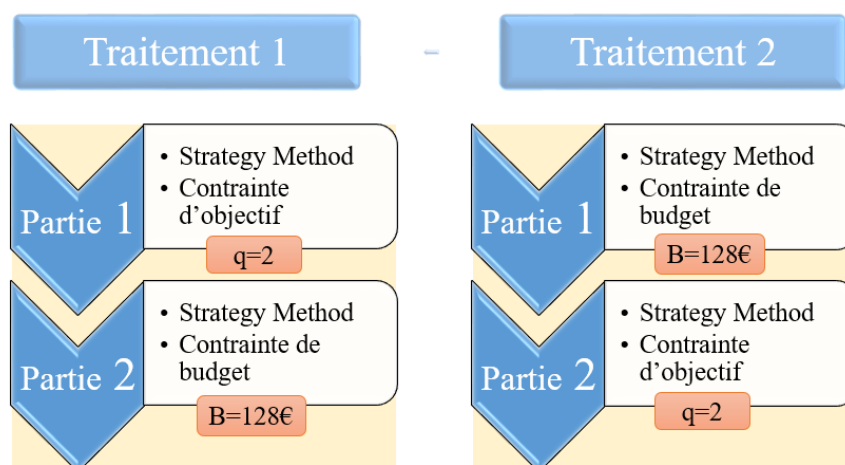 Traitement 1
-
Traitement 2
Partie 1
• Strategy Method
• Contrainte
d'objectif
q=2
Partie 2
• Strategy Method
• Contrainte de
budget
B=128€
Partie 1
• Strategy Method
• Contrainte de
budget
B=128€
Partie 2
• Strategy Method
• Contrainte
d'objectif
q=2